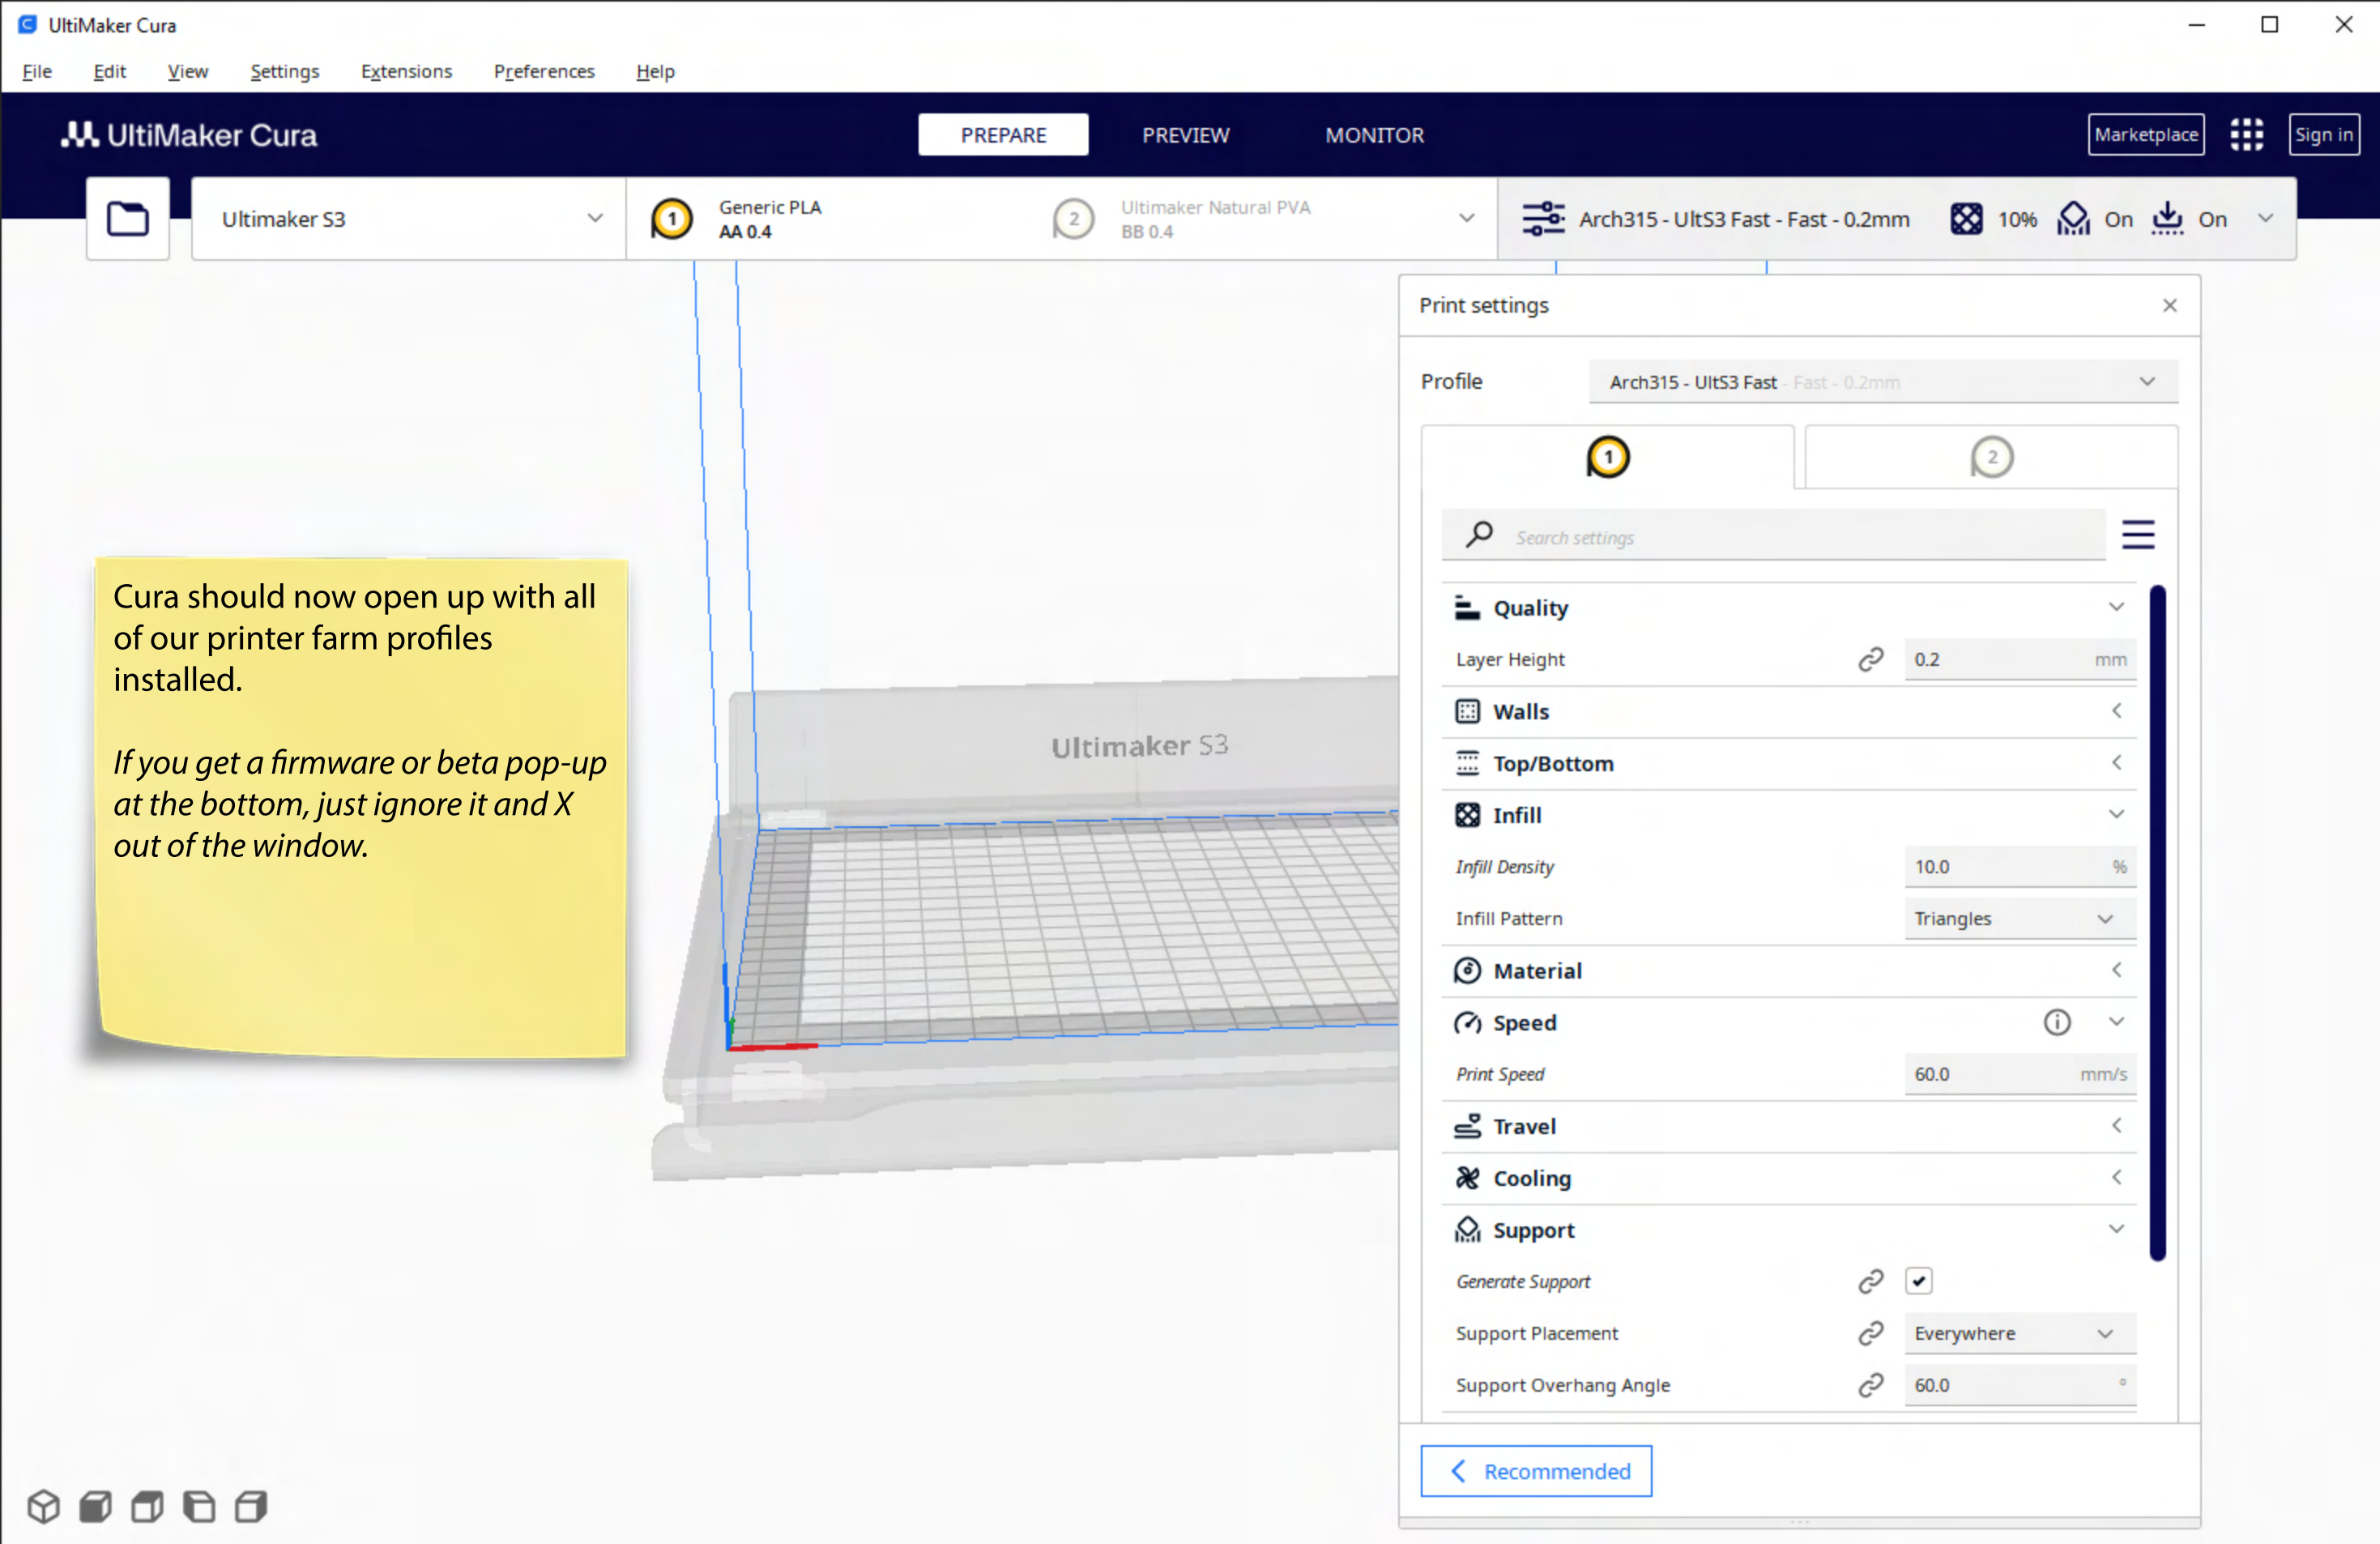 UltiMaker Cura
File Edit View Settings Extensions Preferences Help
UltiMaker Cura PREPARE PREVIEW MONITOR Marketplace Sign in
Ultimaker S3
1 Generic PLA
AA 0.4
2 Ultimaker Natural PVA
BB 0.4
Arch315 - UltS3 Fast - Fast - 0.2mm 10% On On
Cura should now open up with all
of our printer farm profiles
installed.
If you get a firmware or beta pop-up
at the bottom, just ignore it and X
out of the window.
Ultimaker S3
Print settings
Profile Arch315 - UltS3 Fast - Fast - 0.2mm
1 2
Search settings
Quality
Layer Height 0.2 mm
Walls
Top/Bottom
Infill
Infill Density 10.0 %
Infill Pattern Triangles
Material
Speed
Print Speed 60.0 mm/s
Travel
Cooling
Support
Generate Support
Support Placement Everywhere
Support Overhang Angle 60.0 °
Recommended